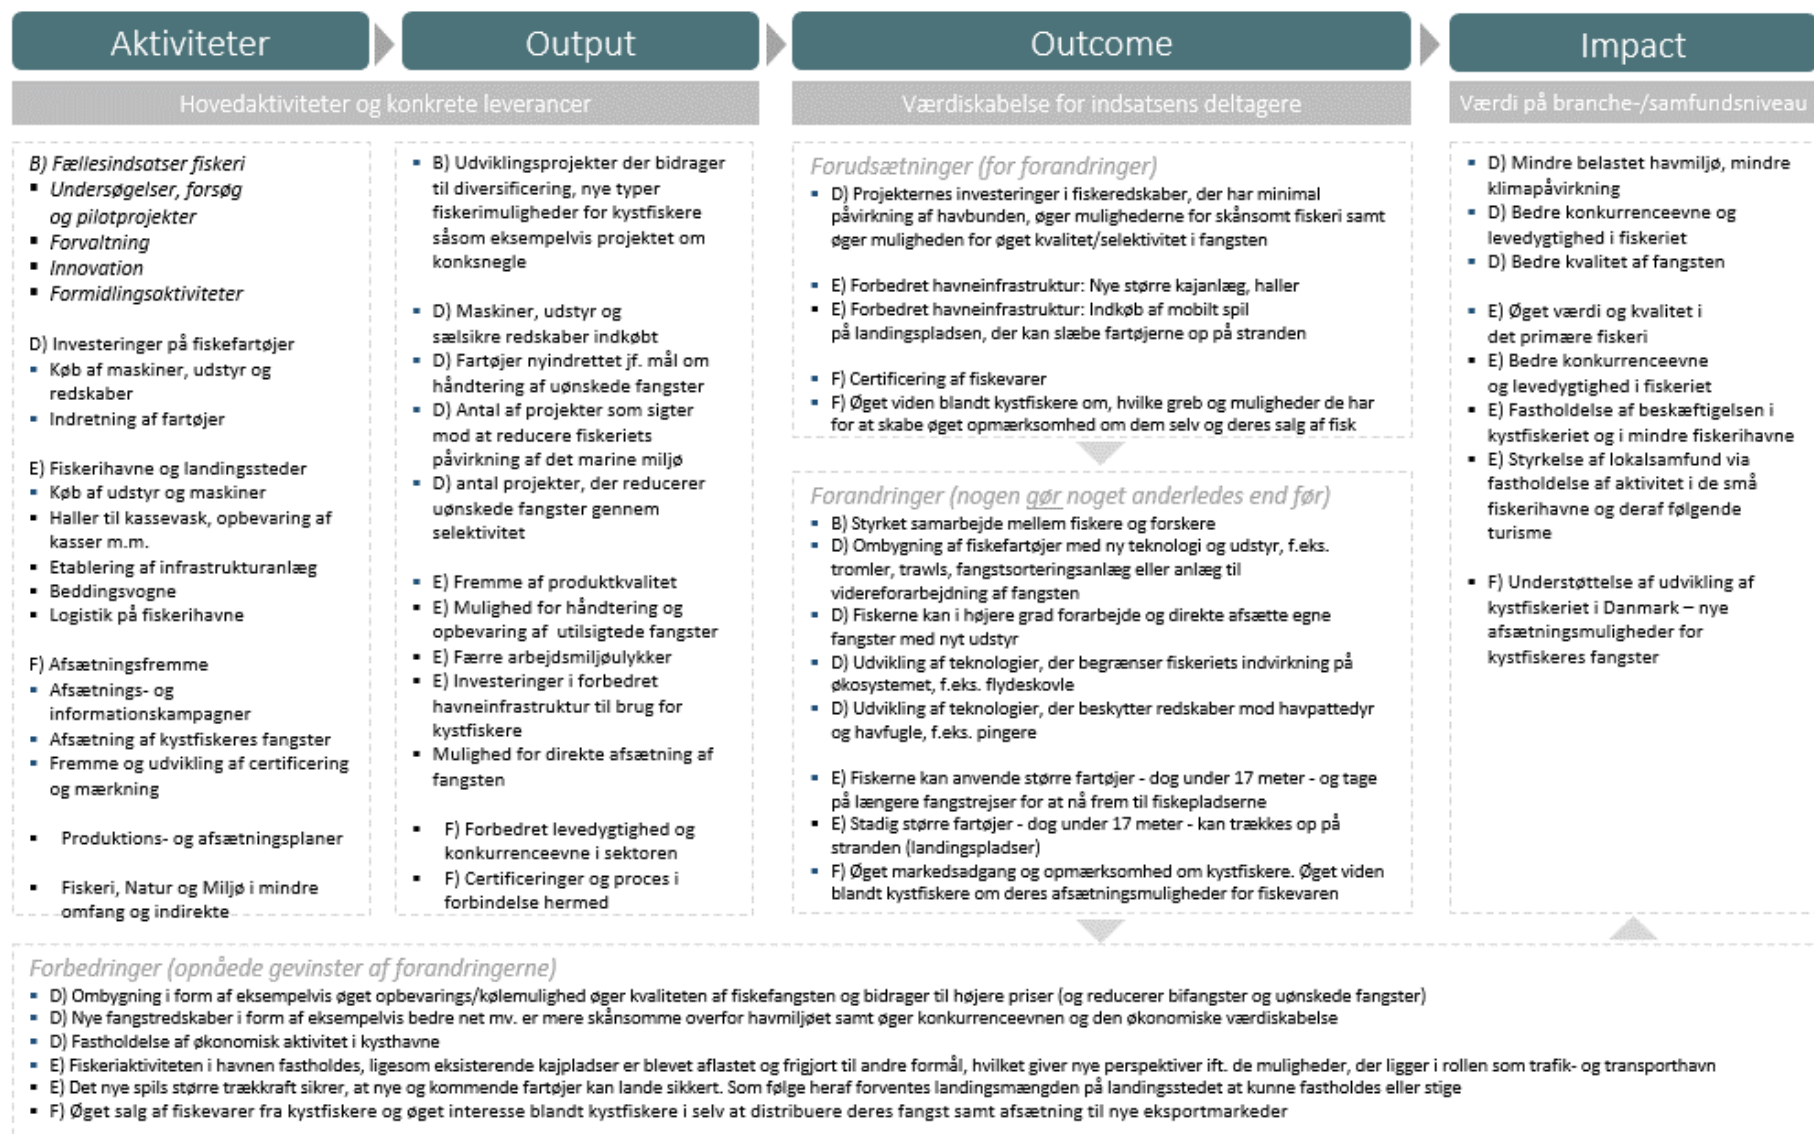 Aktiviteter
Output
Outcome
Impact
Hovedaktiviteter og konkrete leverancer
Værdiskabelse for indsatsens deltagere
Værdi på branche-/samfundsniveau
B) Fællesindsatser fiskeri
▪ Undersøgelser, forsøg
og pilotprojekter
▪ Forvaltning
▪ Innovation
▪ Formidlingsaktiviteter
D) Investeringer på fiskefartøjer
▪ Køb af maskiner, udstyr og
redskaber
▪ Indretning af fartøjer
E) Fiskerihavne og landingssteder
▪ Køb af udstyr og maskiner
▪ Haller til kassevask, opbevaring af
kasser m.m.
▪ Etablering af infrastrukturanlæg
▪ Beddingsvogne
▪ Logistik på fiskerihavne
F) Afsætningsfremme
▪ Afsætnings- og
informationskampagner
▪ Afsætning af kystfiskeres fangster
▪ Fremme og udvikling af certificering
og mærkning
▪ Produktions- og afsætningsplaner
▪ Fiskeri, Natur og Miljø i mindre
omfang og indirekte
▪ B) Udviklingsprojekter der bidrager
til diversificering, nye typer
fiskerimuligheder for kystfiskere
såsom eksempelvis projektet om
konksnegle
▪ D) Maskiner, udstyr og
sælsikre redskaber indkøbt
▪ D) Fartøjer nyindrettet jf. mål om
håndtering af uønskede fangster
▪ D) Antal af projekter som sigter
mod at reducere fiskeriets
påvirkning af det marine miljø
▪ D) antal projekter, der reducerer
uønskede fangster gennem
selektivitet
▪ E) Fremme af produktkvalitet
▪ E) Mulighed for håndtering og
opbevaring af utilsigtede fangster
▪ E) Færre arbejdsmiljøulykker
▪ E) Investeringer i forbedret
havneinfrastruktur til brug for
kystfiskere
▪ Mulighed for direkte afsætning af
fangsten
▪ F) Forbedret levedygtighed og
konkurrenceevne i sektoren
▪ F) Certificeringer og proces i
forbindelse hermed
Forudsætninger (for forandringer)
▪ D) Projekternes investeringer i fiskeredskaber, der har minimal
påvirkning af havbunden, øger mulighederne for skånsomt fiskeri samt
øger muligheden for øget kvalitet/selektivitet i fangsten
▪ E) Forbedret havneinfrastruktur: Nye større kajanlæg, haller
▪ E) Forbedret havneinfrastruktur: Indkøb af mobilt spil
på landingspladsen, der kan slæbe fartøjerne op på stranden
▪ F) Certificering af fiskevarer
▪ F) Øget viden blandt kystfiskere om, hvilke greb og muligheder de har
for at skabe øget opmærksomhed om dem selv og deres salg af fisk
Forandringer (nogen gør noget anderledes end før)
▪ B) Styrket samarbejde mellem fiskere og forskere
▪ D) Ombygning af fiskefartøjer med ny teknologi og udstyr, f.eks.
tromler, trawls, fangstsorteringsanlæg eller anlæg til
videreforarbejdning af fangsten
▪ D) Fiskerne kan i højere grad forarbejde og direkte afsætte egne
fangster med nyt udstyr
▪ D) Udvikling af teknologier, der begrænser fiskeriets indvirkning på
økosystemet, f.eks. flydeskovle
▪ D) Udvikling af teknologier, der beskytter redskaber mod havpattedyr
og havfugle, f.eks. pingere
▪ E) Fiskerne kan anvende større fartøjer - dog under 17 meter - og tage
på længere fangstrejser for at nå frem til fiskepladserne
▪ E) Stadig større fartøjer - dog under 17 meter - kan trækkes op på
stranden (landingspladser)
▪ F) Øget markedsadgang og opmærksomhed om kystfiskere. Øget viden
blandt kystfiskere om deres afsætningsmuligheder for fiskevaren
▪ D) Mindre belastet havmiljø, mindre
klimapåvirkning
▪ D) Bedre konkurrenceevne og
levedygtighed i fiskeriet
▪ D) Bedre kvalitet af fangsten
▪ E) Øget værdi og kvalitet i
det primære fiskeri
▪ E) Bedre konkurrenceevne
og levedygtighed i fiskeriet
▪ E) Fastholdelse af beskæftigelsen i
kystfiskeriet og i mindre fiskerihavne
▪ E) Styrkelse af lokalsamfund via
fastholdelse af aktivitet i de små
fiskerihavne og deraf følgende
turisme
▪ F) Understøttelse af udvikling af
kystfiskeriet i Danmark – nye
afsætningsmuligheder for
kystfiskeres fangster
Forbedringer (opnåede gevinster af forandringerne)
▪ D) Ombygning i form af eksempelvis øget opbevarings/kølemulighed øger kvaliteten af fiskefangsten og bidrager til højere priser (og reducerer bifangster og uønskede fangster)
▪ D) Nye fangstredskaber i form af eksempelvis bedre net mv. er mere skånsomme overfor havmiljøet samt øger konkurrenceevnen og den økonomiske værdiskabelse
▪ D) Fastholdelse af økonomisk aktivitet i kysthavne
▪ E) Fiskeriaktiviteten i havnen fastholdes, ligesom eksisterende kajpladser er blevet aflastet og frigjort til andre formål, hvilket giver nye perspektiver ift. de muligheder, der ligger i rollen som trafik- og transporthavn
▪ E) Det nye spils større trækkraft sikrer, at nye og kommende fartøjer kan lande sikkert. Som følge heraf forventes landingsmængden på landingsstedet at kunne fastholdes eller stige
▪ F) Øget salg af fiskevarer fra kystfiskere og øget interesse blandt kystfiskere i selv at distribuere deres fangst samt afsætning til nye eksportmarkeder